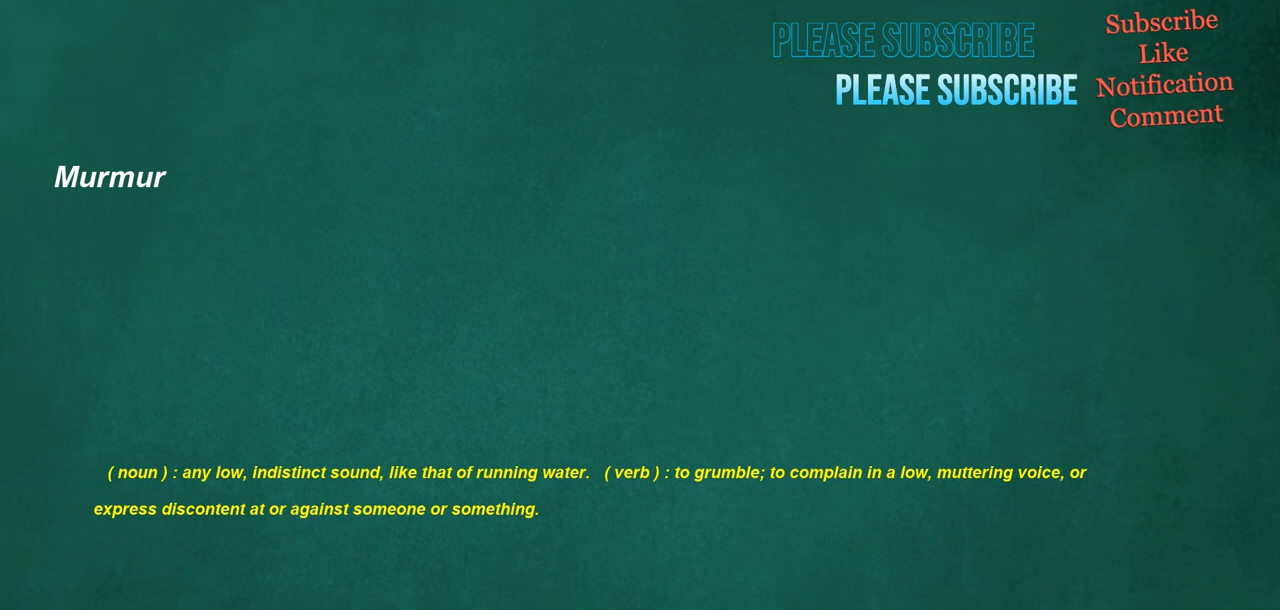 PLEASE SUBSCRIBE
PLEASE SUBSCRIBE
Subscribe
Like
Notification
Comment
Murmur
( noun ) : any low, indistinct sound, like that of running water. ( verb ) : to grumble; to complain in a low, muttering voice, or
express discontent at or against someone or something.